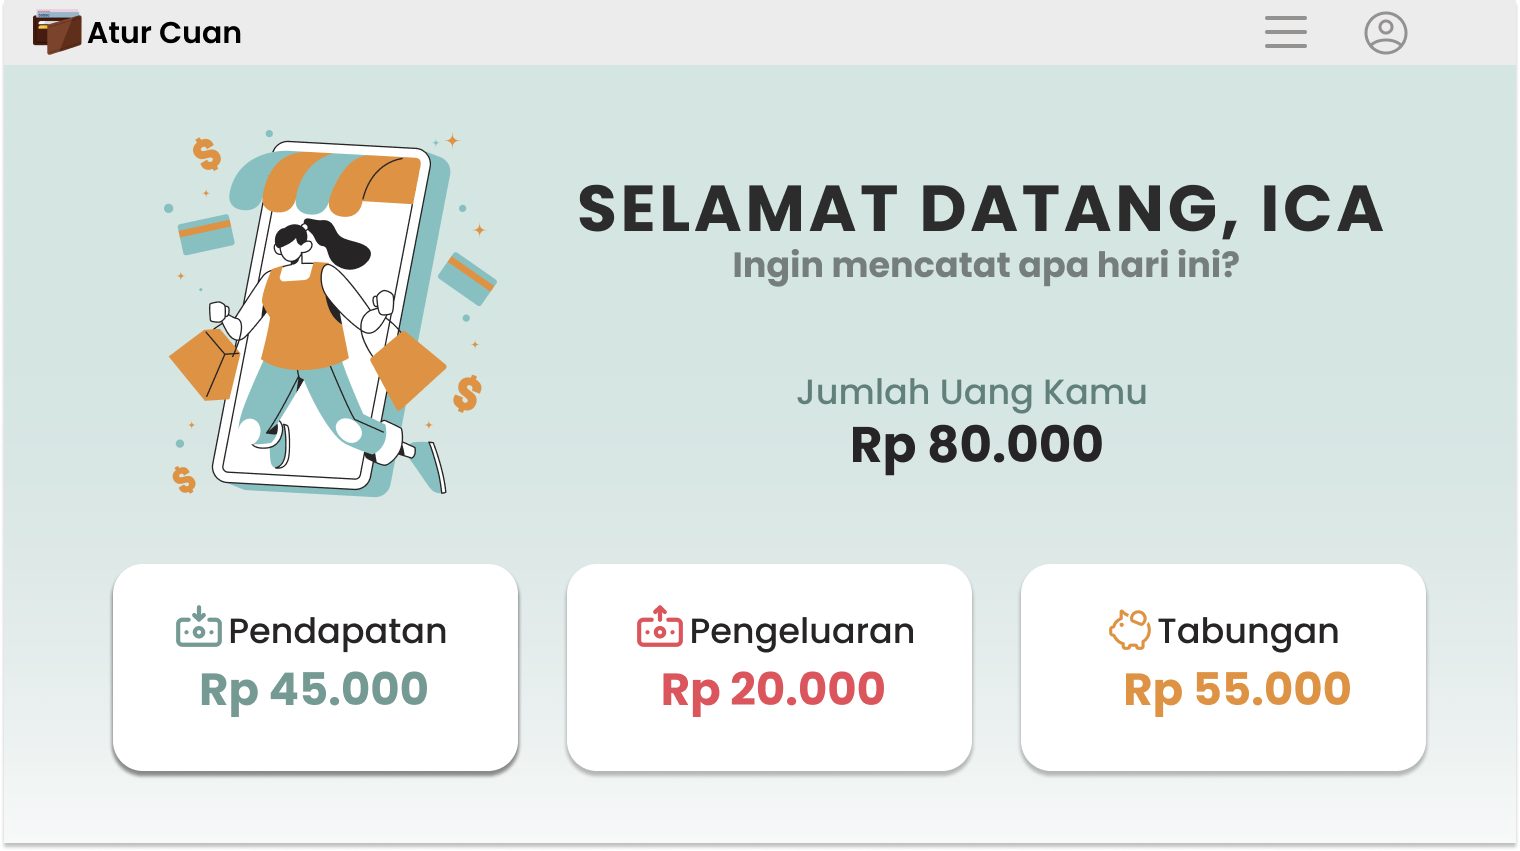 Atur Cuan
SELAMAT DATANG, ICA
Ingin mencatat apa hari ini?
Jumlah Uang Kamu
Rp 80.000
Pendapatan
Rp 45.000
Pengeluaran
Rp 20.000
Tabungan
Rp 55.000